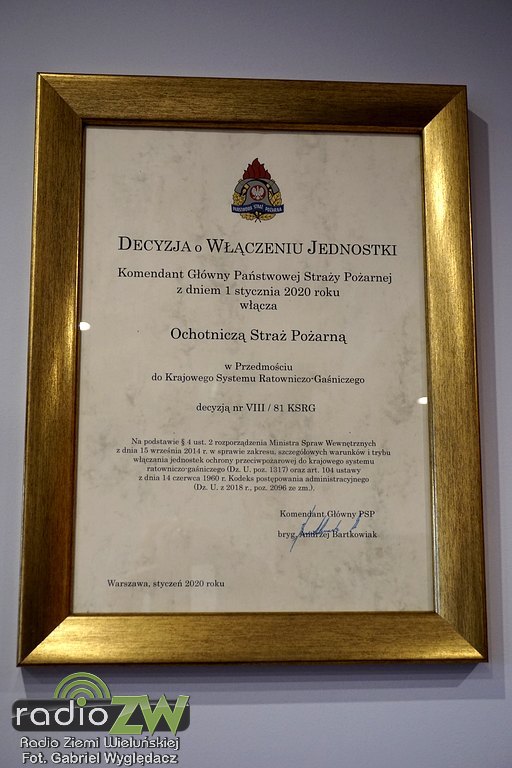 PAŃSTWOWA STRAŻ POŻARNA
DECYZJA O WŁĄCZENIU JEDNOSTKI
Komendant Główny Państwowej Straży Pożarnej
z dniem 1 stycznia 2020 roku
włącza
Ochotniczą Straż Pożarną
w Przedmościu
do Krajowego Systemu Ratowniczo-Gaśniczego
decyzją nr VIII / 81 KSRG
Na podstawie § 4 ust. 2 rozporządzenia Ministra Spraw Wewnętrznych
z dnia 15 września 2014 r. w sprawie zakresu, szczegółowych warunków i trybu
włączania jednostek ochrony przeciwpożarowej do krajowego systemu
ratowniczo-gaśniczego (Dz. U. poz. 1317) oraz art. 104 ustawy
z dnia 14 czerwca 1960 r. Kodeks postępowania administracyjnego
(Dz. U. z 2018 r., poz. 2096 ze zm.).
Komendant Główny PSP
bryg. Andrzej Bartkowiak
Warszawa, styczeń 2020 roku
radio ZW
Radio Ziemi Wieluńskiej
Fot. Gabriel Wyględacz